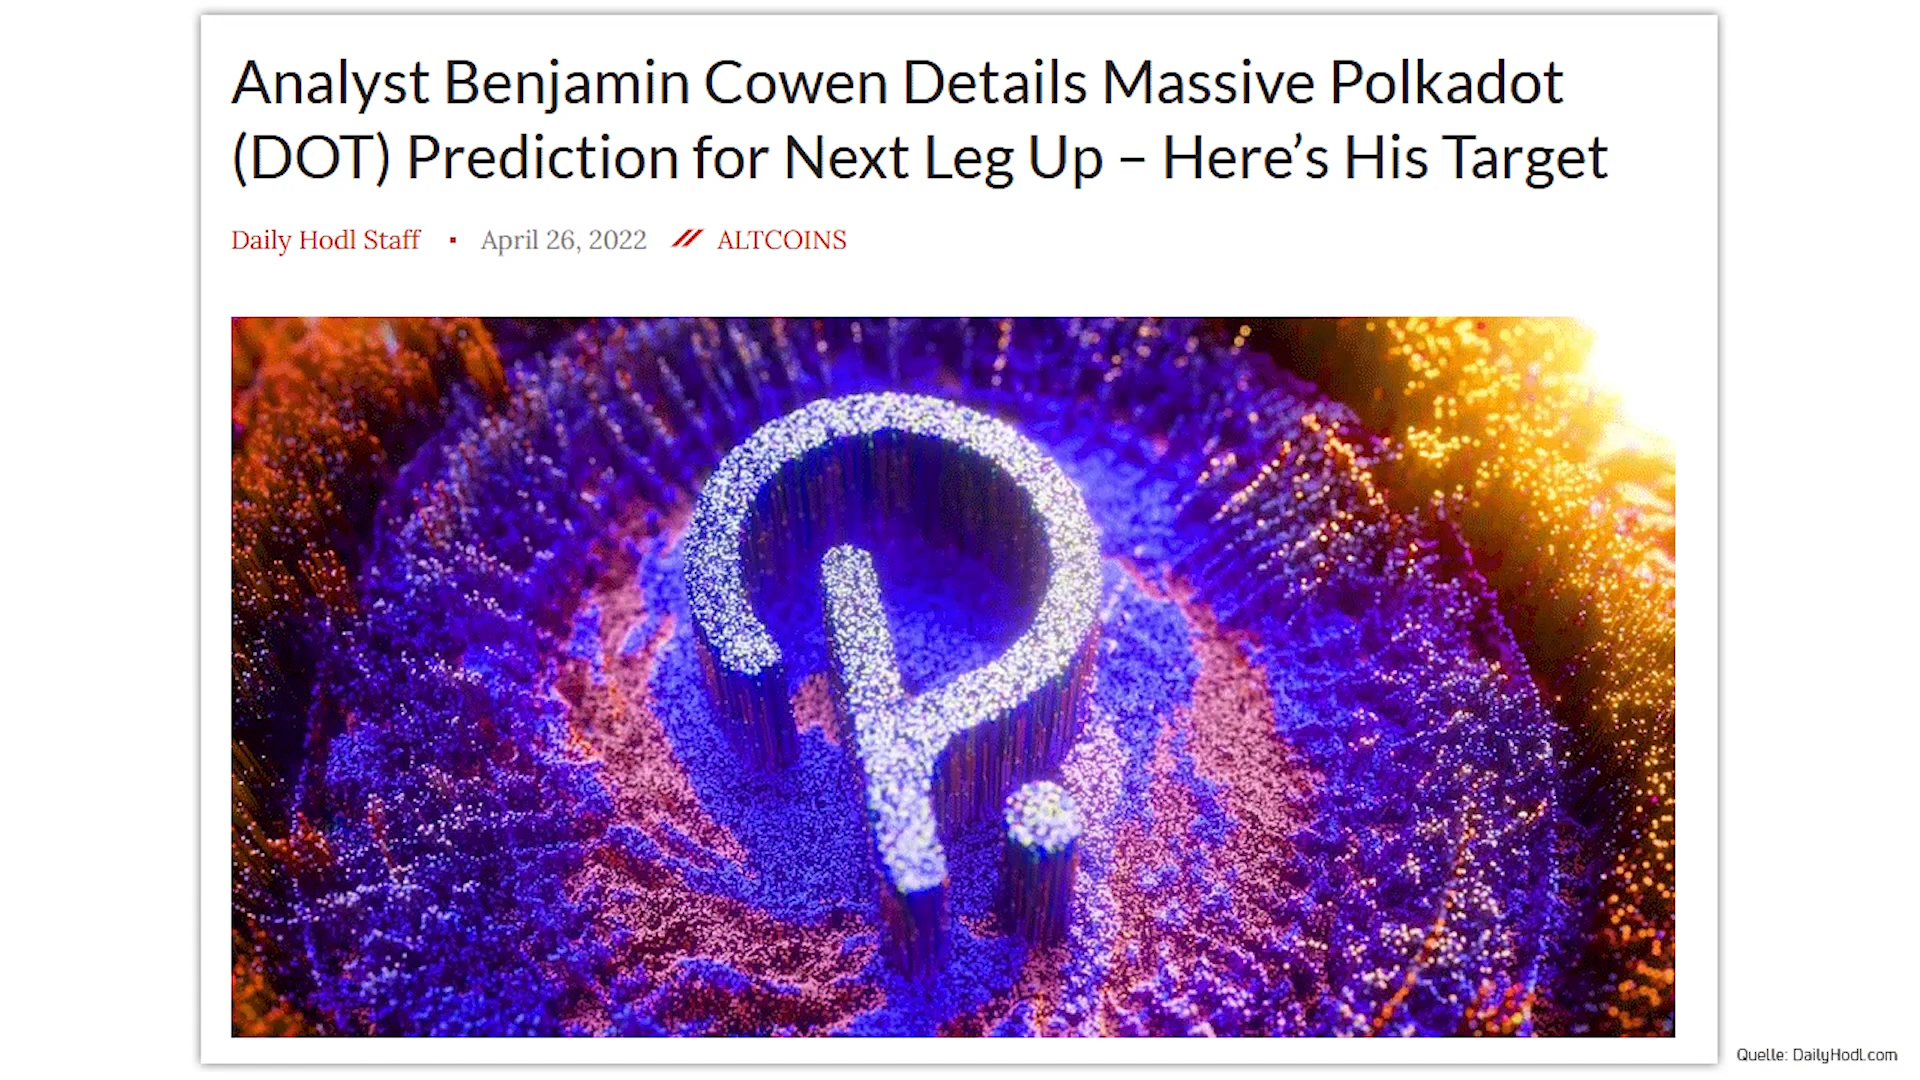 Analyst Benjamin Cowen Details Massive Polkadot
(DOT) Prediction for Next Leg Up – Here’s His Target
Daily Hodl Staff ▪ April 26, 2022 // ALTCOINS
Quelle: DailyHodl.com